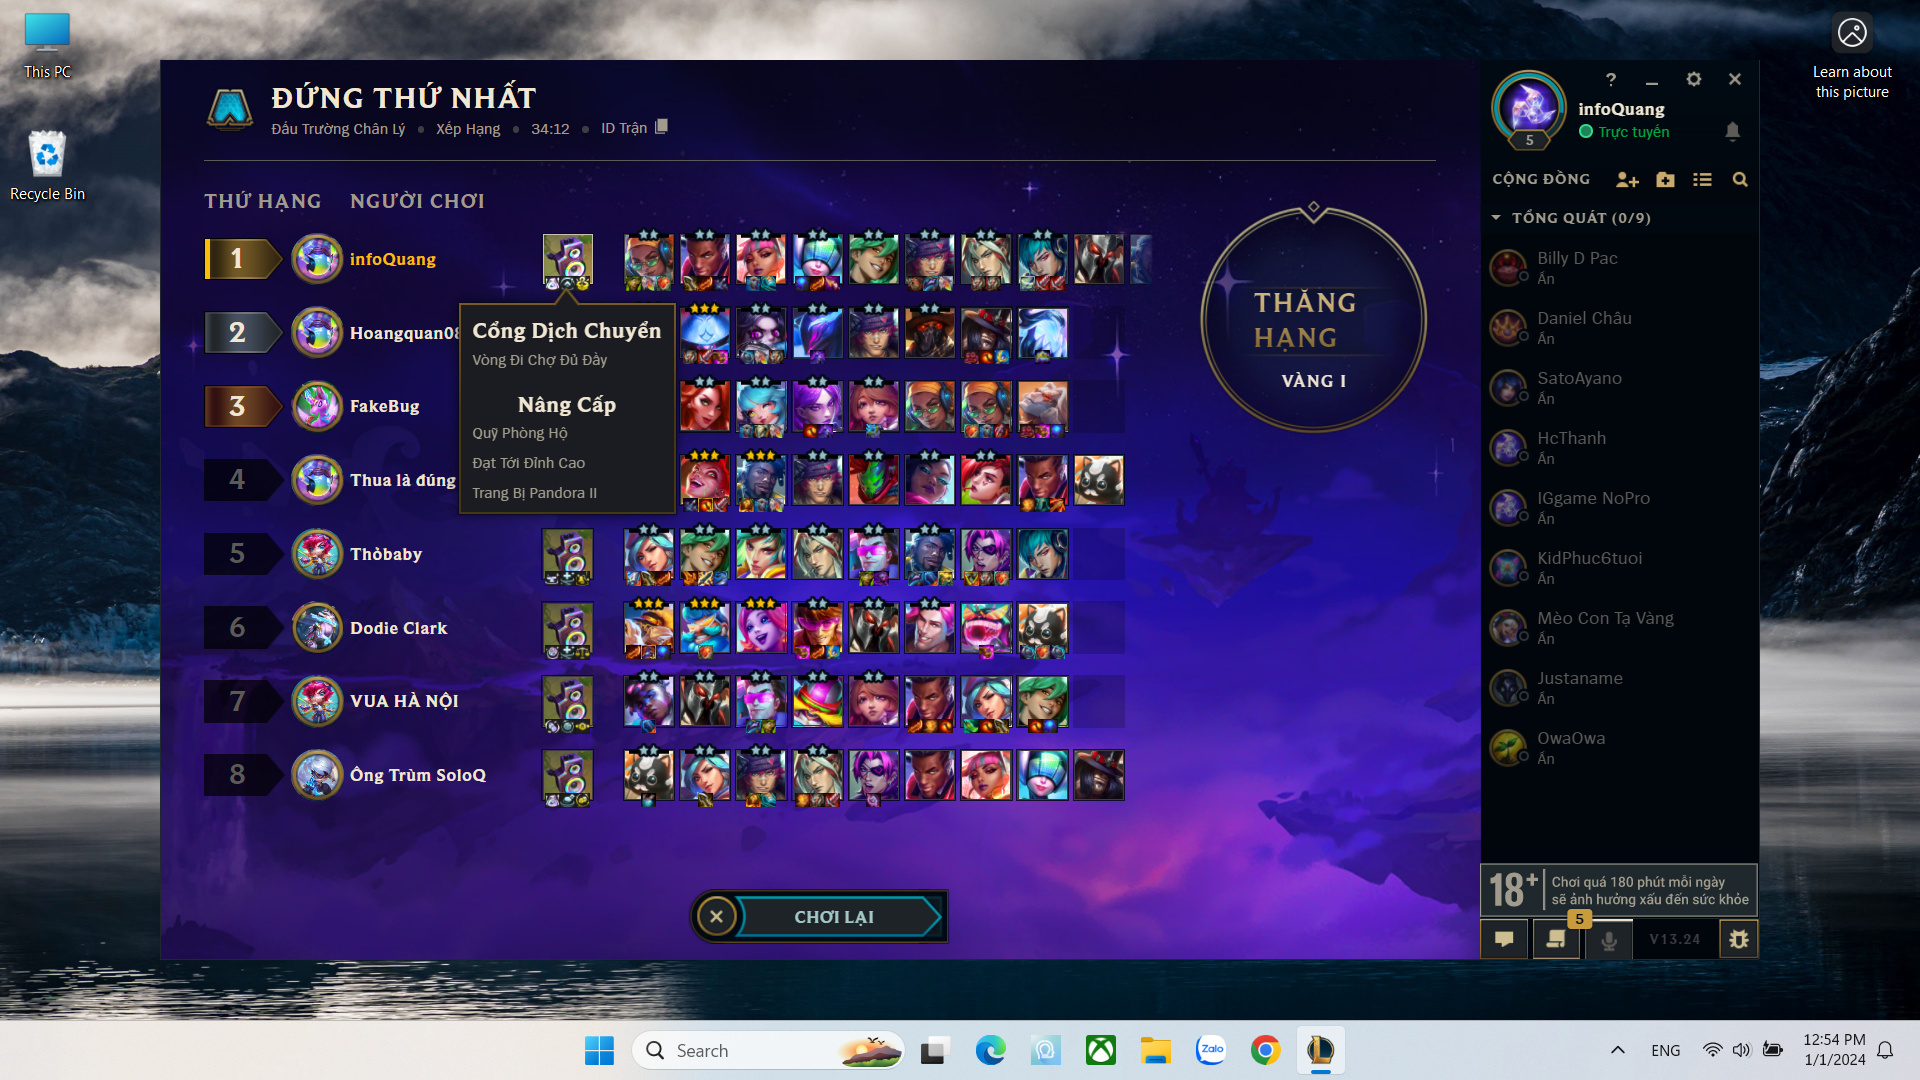 This PC
Recycle Bin
Learn about
this picture
ĐỨNG THỨ NHẤT
Đấu Trường Chân Lý
Xếp Hạng
34:12
ID Trận
THỨ HẠNG
NGƯỜI CHƠI
1
infoQuang
2
Hoangquan08
3
FakeBug
4
Thua là đúng
5
Thỏbaby
6
Dodie Clark
7
VUA HÀ NỘI
8
Ông Trùm SoloQ
Cổng Dịch Chuyển
Vòng Đi Chợ Đủ Đầy
Nâng Cấp
Quỹ Phòng Hộ
Đạt Tới Đỉnh Cao
Trang Bị Pandora II
THĂNG
HẠNG
VÀNG I
CHƠI LẠI
?
infoQuang
Trực tuyến
5
CỘNG ĐỒNG
TỔNG QUÁT (0/9)
Billy D Pac
Ẩn
Daniel Châu
Ẩn
SatoAyano
Ẩn
HcThanh
Ẩn
IGgame NoPro
Ẩn
KidPhuc6tuoi
Ẩn
Mèo Con Tạ Vàng
Ẩn
Justaname
Ẩn
OwaOwa
Ẩn
18+
Chơi quá 180 phút mỗi ngày
sẽ ảnh hưởng xấu đến sức khỏe
5
V13.24
Search
Zalo
ENG
12:54 PM
1/1/2024